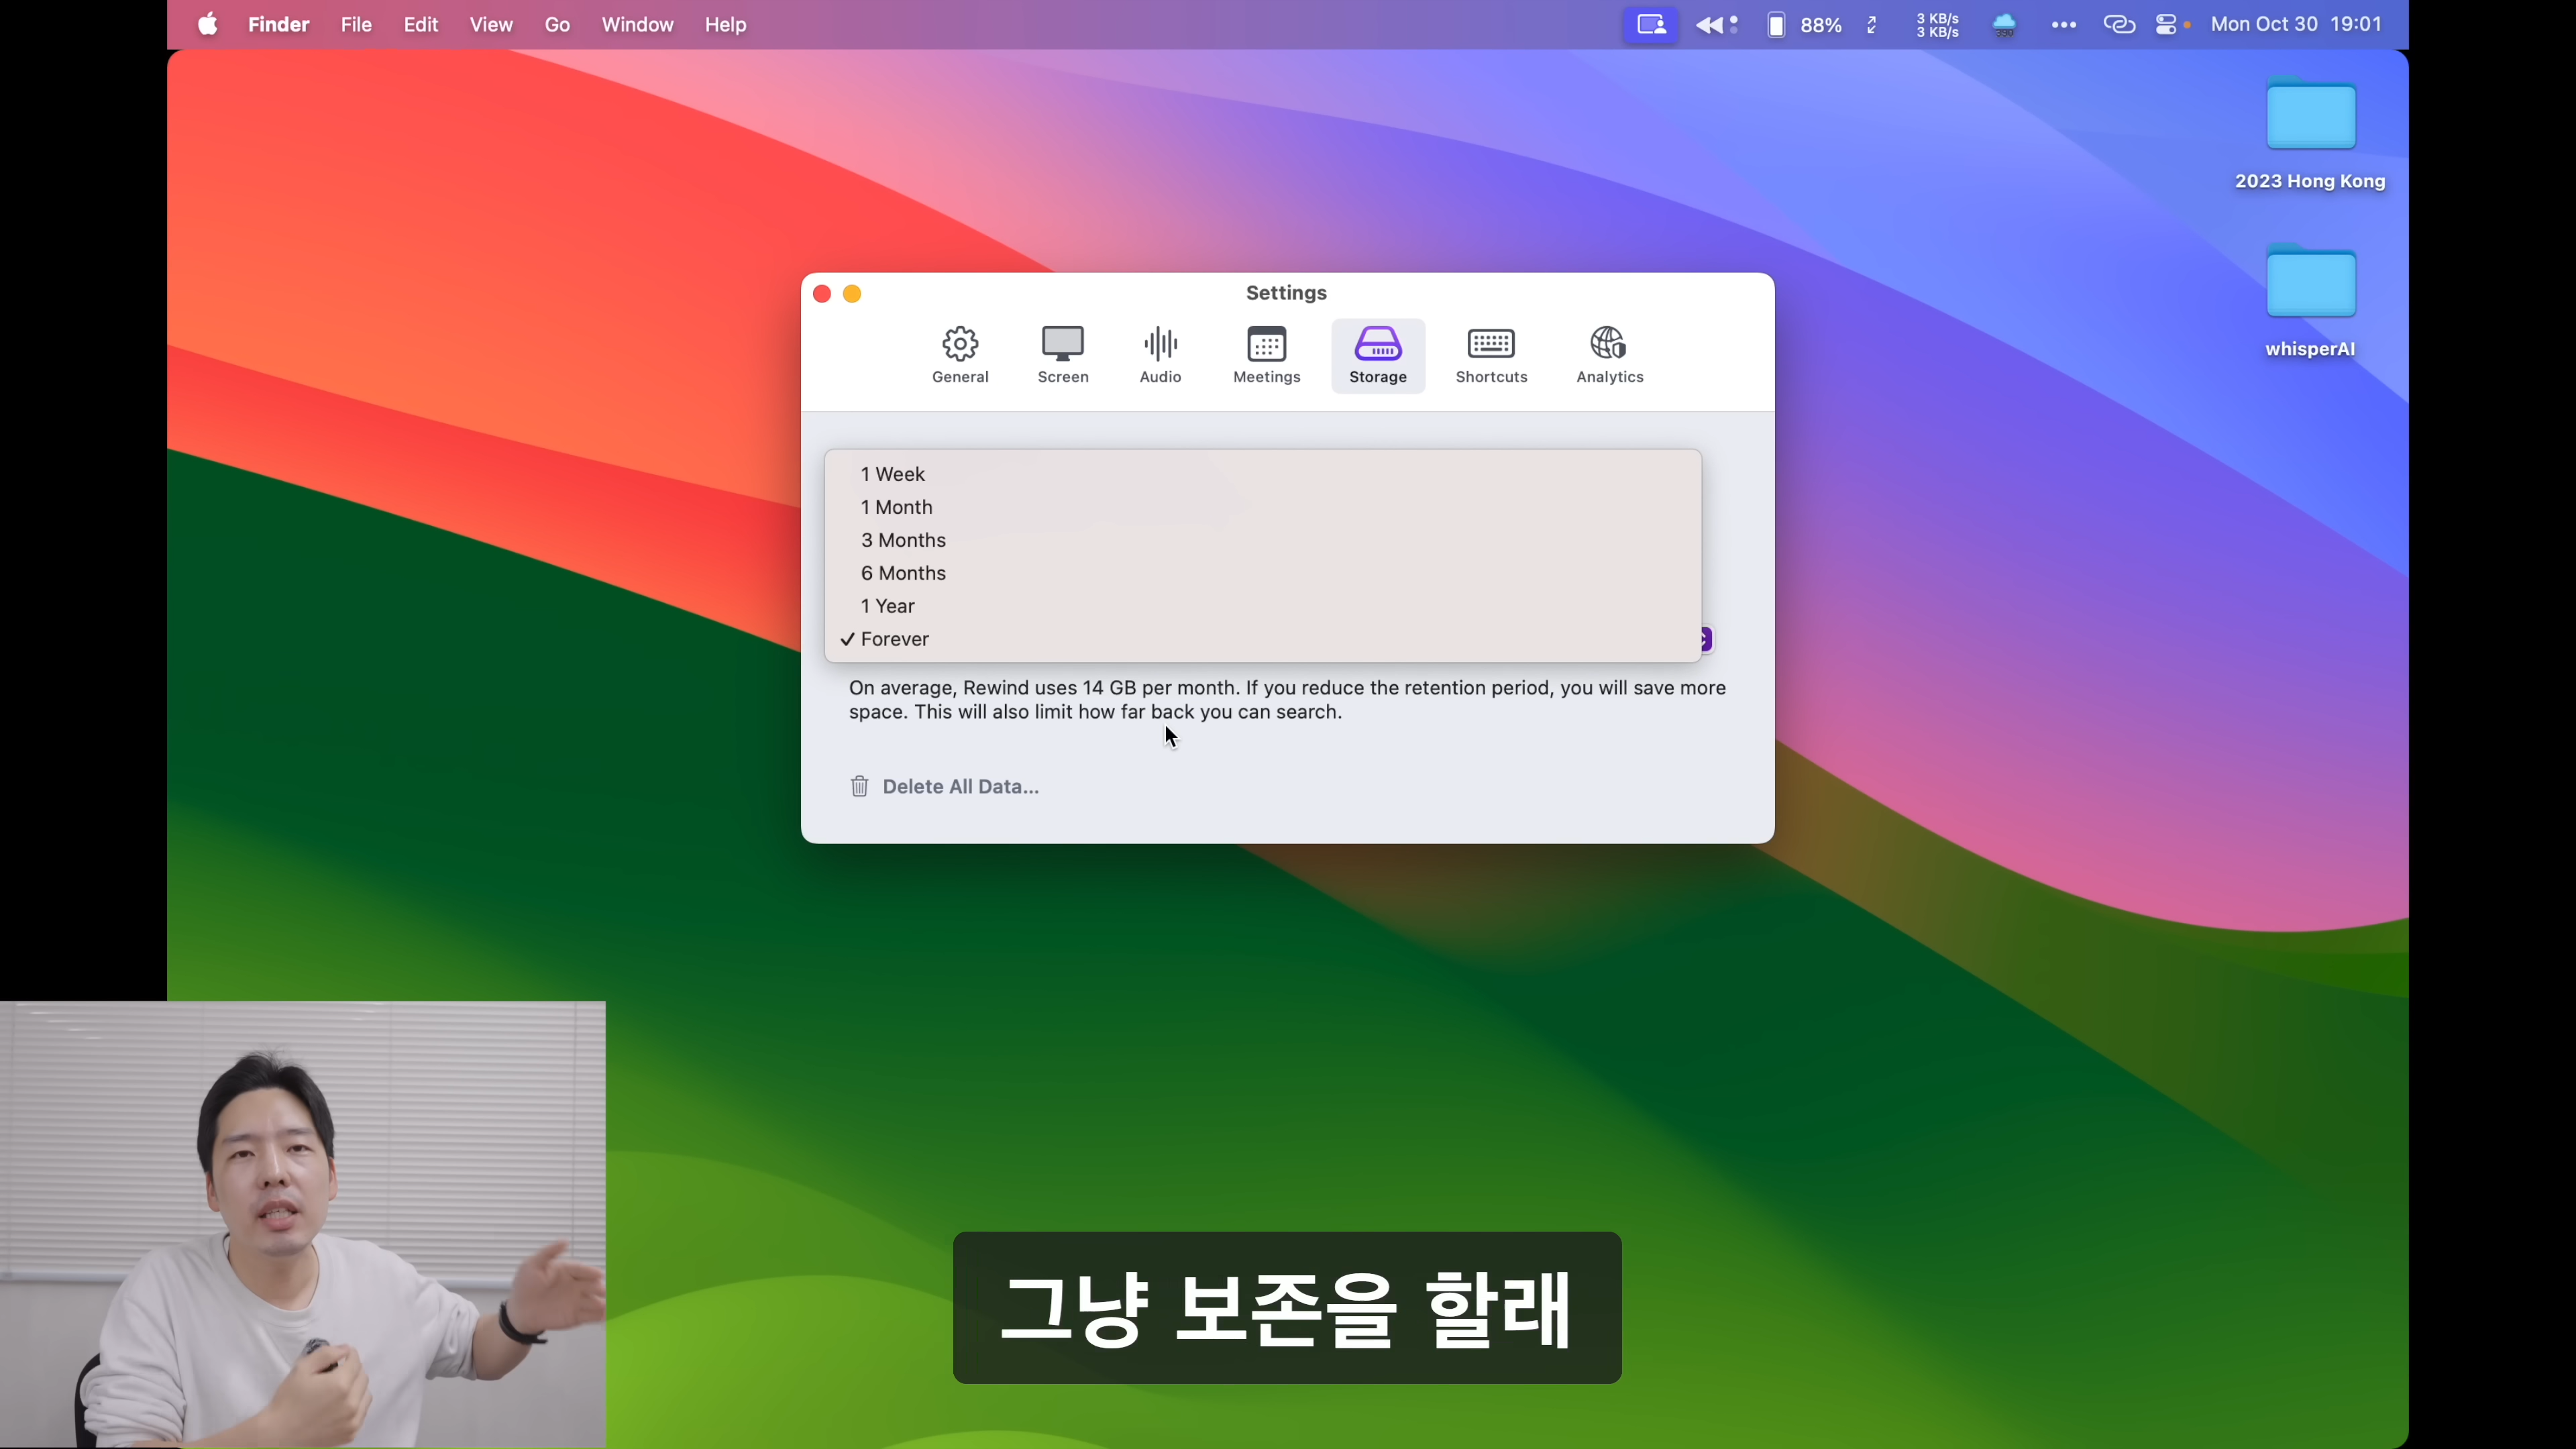 Finder File Edit View Go Window Help
88%
3 KB/s
3 KB/s
Mon Oct 30 19:01
2023 Hong Kong
whisperAI
Settings
General Screen Audio Meetings Storage Shortcuts Analytics
1 Week
1 Month
3 Months
6 Months
1 Year
✓ Forever
On average, Rewind uses 14 GB per month. If you reduce the retention period, you will save more
space. This will also limit how far back you can search.
Delete All Data...
그냥 보존을 할래